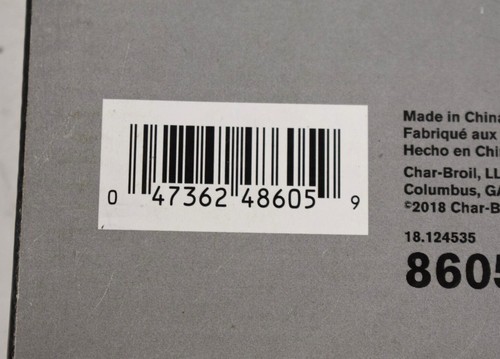 0 47362 48605 9
Made in China
Fabriqué aux
Hecho en Chin
Char-Broil, LL
Columbus, GA
©2018 Char-B
18.124535
8605